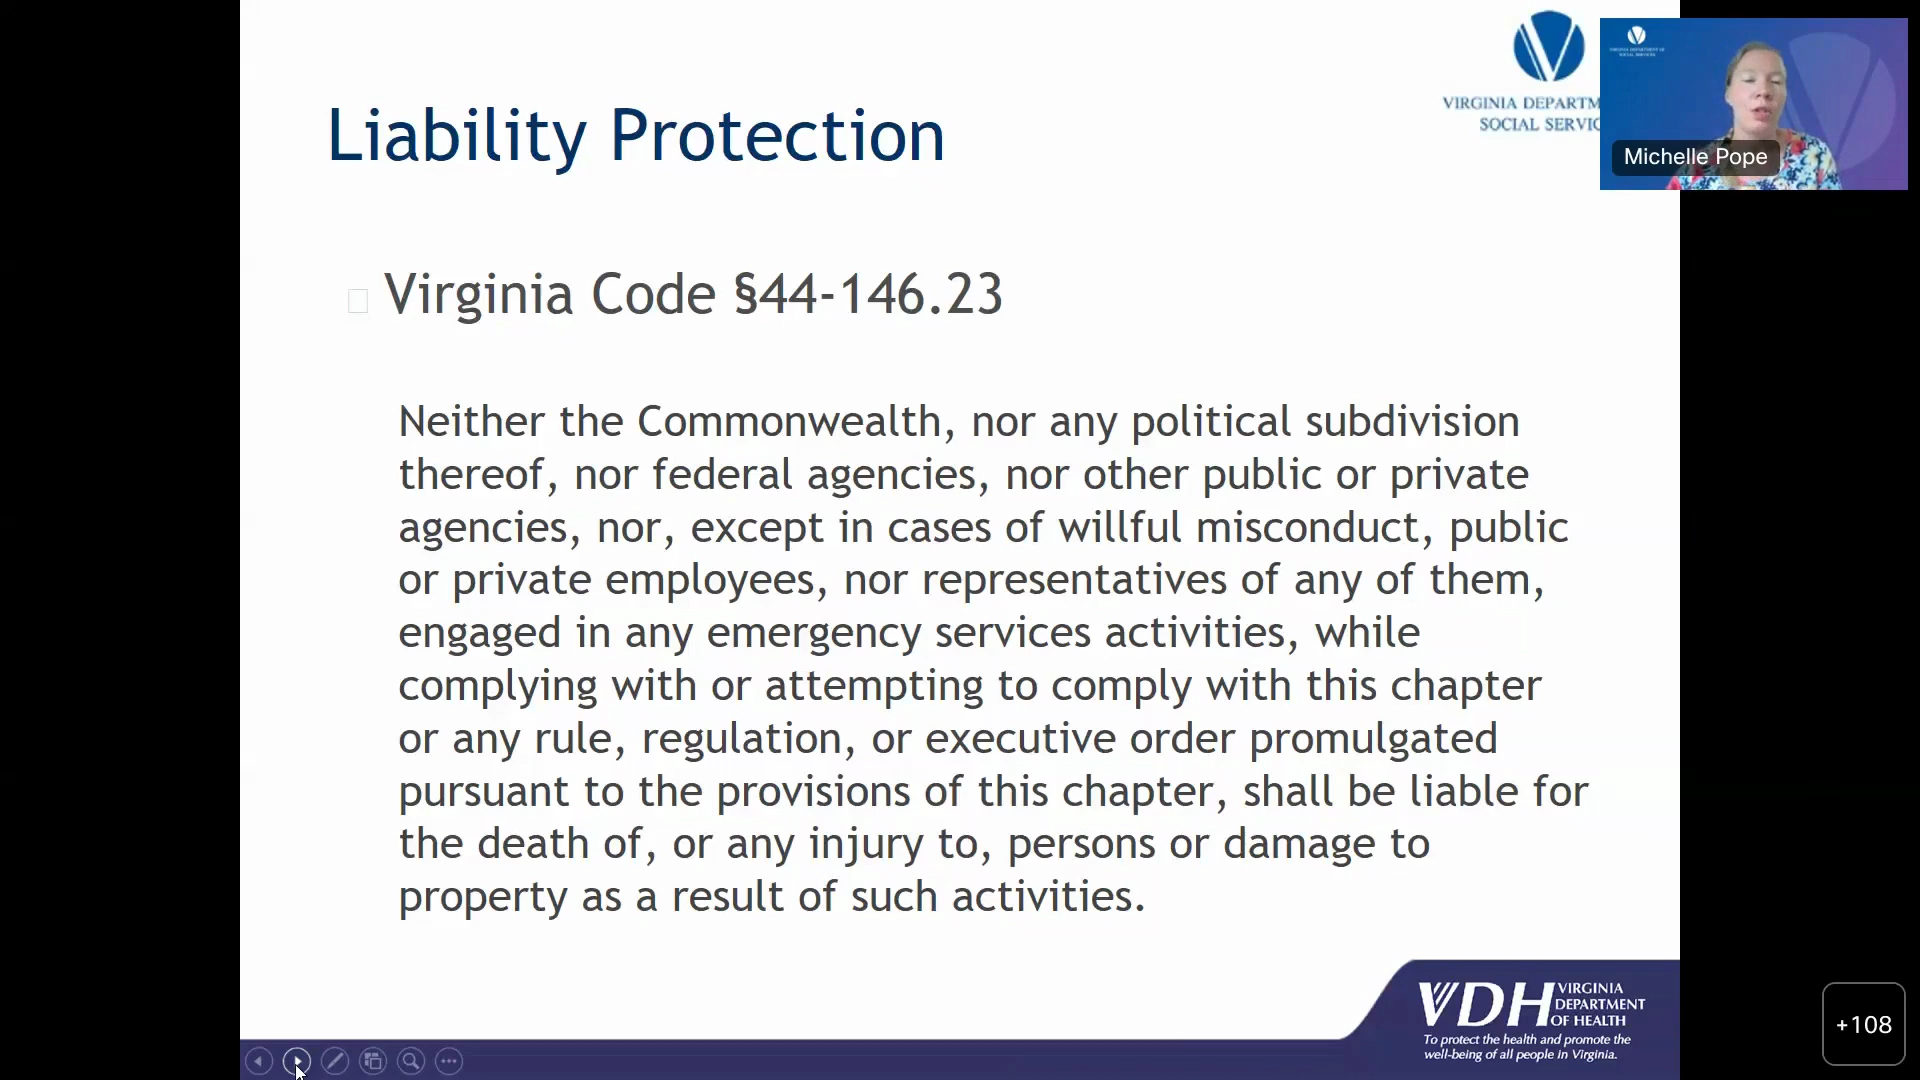 Liability Protection
VIRGINIA DEPARTM
SOCIAL SERVIC
VIRGINIA DEPARTMENT OF
SOCIAL SERVICES
Michelle Pope
Virginia Code §44-146.23
Neither the Commonwealth, nor any political subdivision
thereof, nor federal agencies, nor other public or private
agencies, nor, except in cases of willful misconduct, public
or private employees, nor representatives of any of them,
engaged in any emergency services activities, while
complying with or attempting to comply with this chapter
or any rule, regulation, or executive order promulgated
pursuant to the provisions of this chapter, shall be liable for
the death of, or any injury to, persons or damage to
property as a result of such activities.
VDH VIRGINIA
DEPARTMENT
OF HEALTH
To protect the health and promote the
well-being of all people in Virginia.
+108